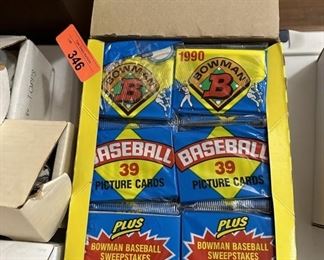 346
TOPPS
BOWMAN
B
1990
BOWMAN
B
BASEBALL
39
PICTURE CARDS
BASEBALL
39
PICTURE CARDS
PLUS
BOWMAN BASEBALL
SWEEPSTAKES
PLUS
BOWMAN BASEBALL
SWEEPSTAKES